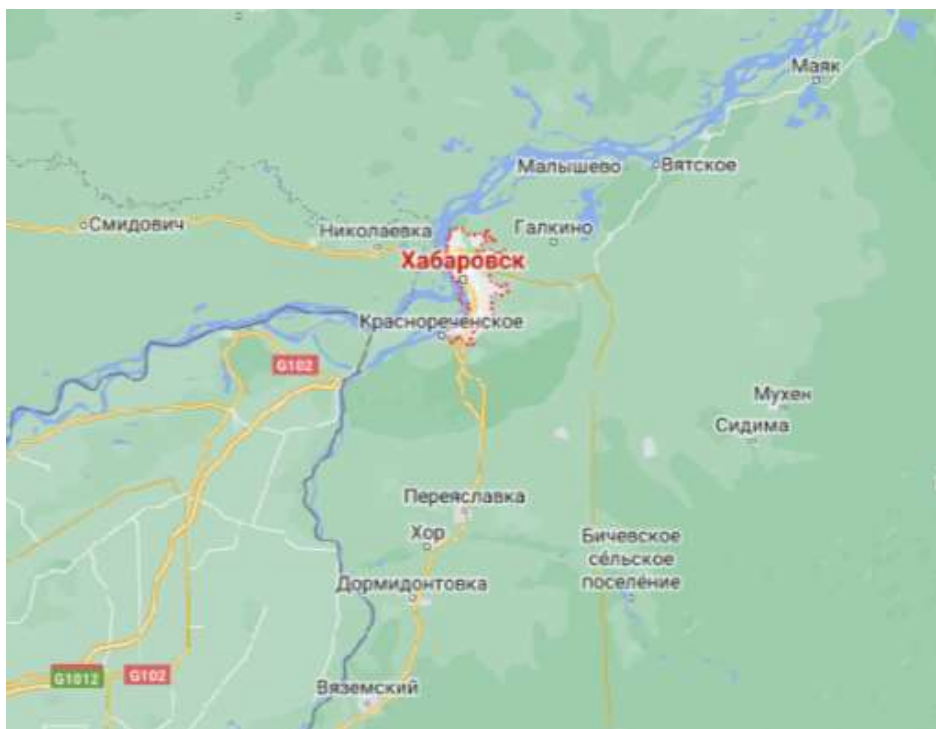 Маяк
Малышево
Вятское
Смидович
Николаевка
Галкино
Хабаровск
Краснореченское
G102
Мухен
Сидима
Переяславка
Хор
Бичевское
сельское
поселение
Дормидонтовка
G1012
G102
Вяземский